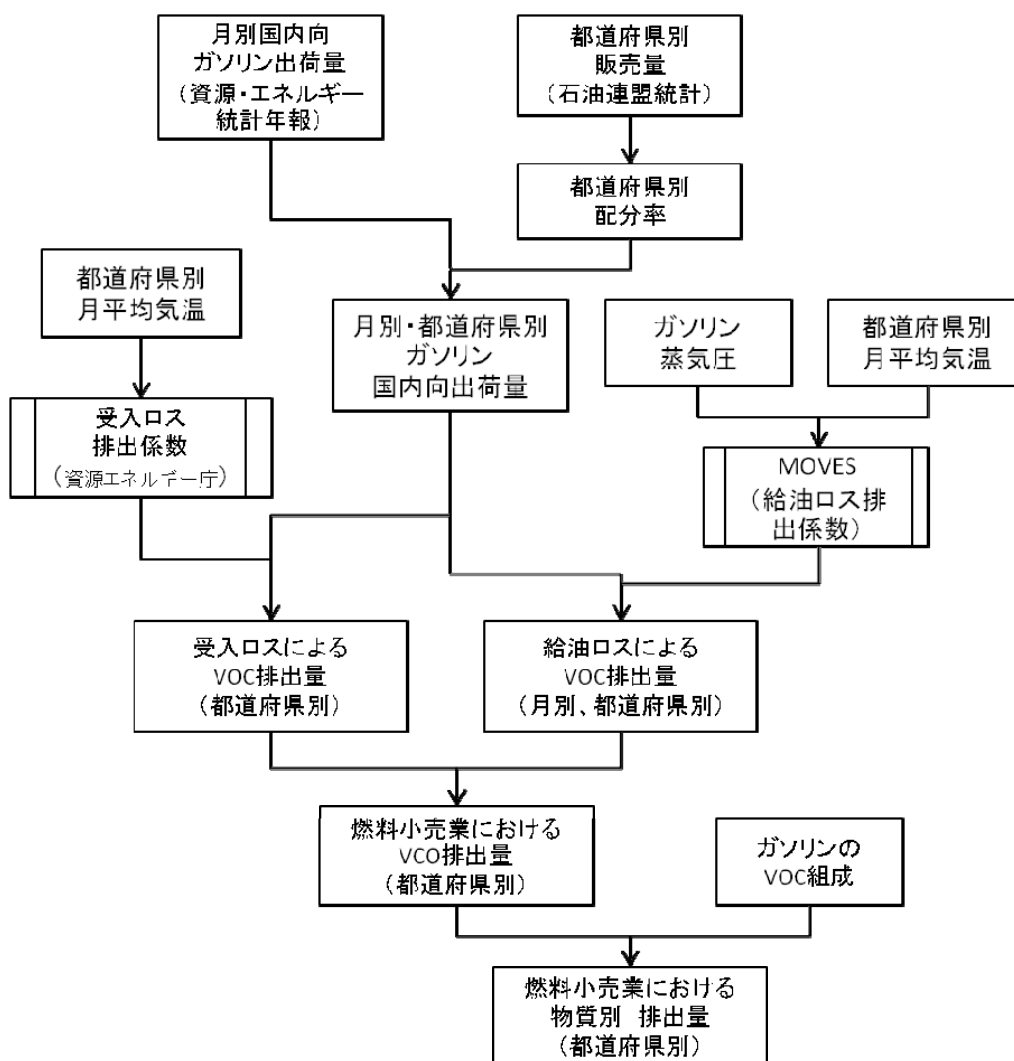 月別国内向
ガソリン出荷量
（資源・エネルギー
統計年報）
都道府県別
販売量
（石油連盟統計）
都道府県別
配分率
都道府県別
月平均気温
月別・都道府県別
ガソリン
国内向出荷量
ガソリン
蒸気圧
都道府県別
月平均気温
受入ロス
排出係数
（資源エネルギー庁）
MOVES
（給油ロス排
出係数）
受入ロスによる
VOC排出量
（都道府県別）
給油ロスによる
VOC排出量
（月別、都道府県別）
燃料小売業における
VCO排出量
（都道府県別）
ガソリンの
VOC組成
燃料小売業における
物質別 排出量
（都道府県別）